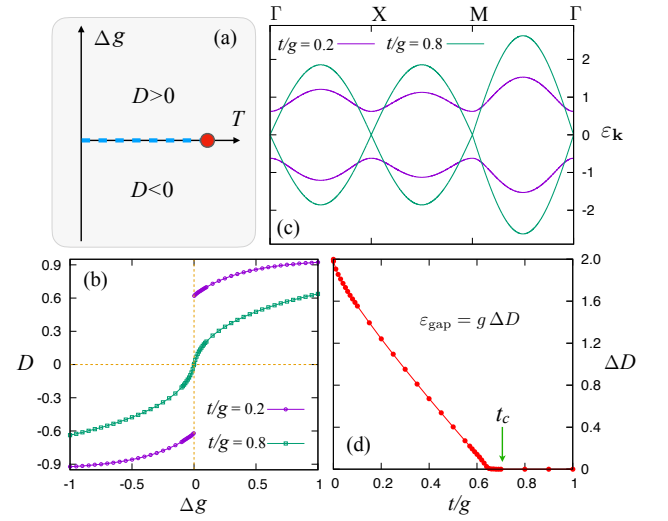 Δg
(a)
D>0
T
D<0
Γ X M Γ
t/g = 0.2 t/g = 0.8
2
1
0
-1
-2
ε𝐤
(c)
(b)
0.9
0.6
0.3
0
-0.3
-0.6
-0.9
D
t/g = 0.2
t/g = 0.8
-1 -0.5 0 0.5 1
Δg
2.0
1.6
1.2
0.8
0.4
0
ΔD
εgap = g ΔD
tc
(d)
0 0.2 0.4 0.6 0.8 1
t/g